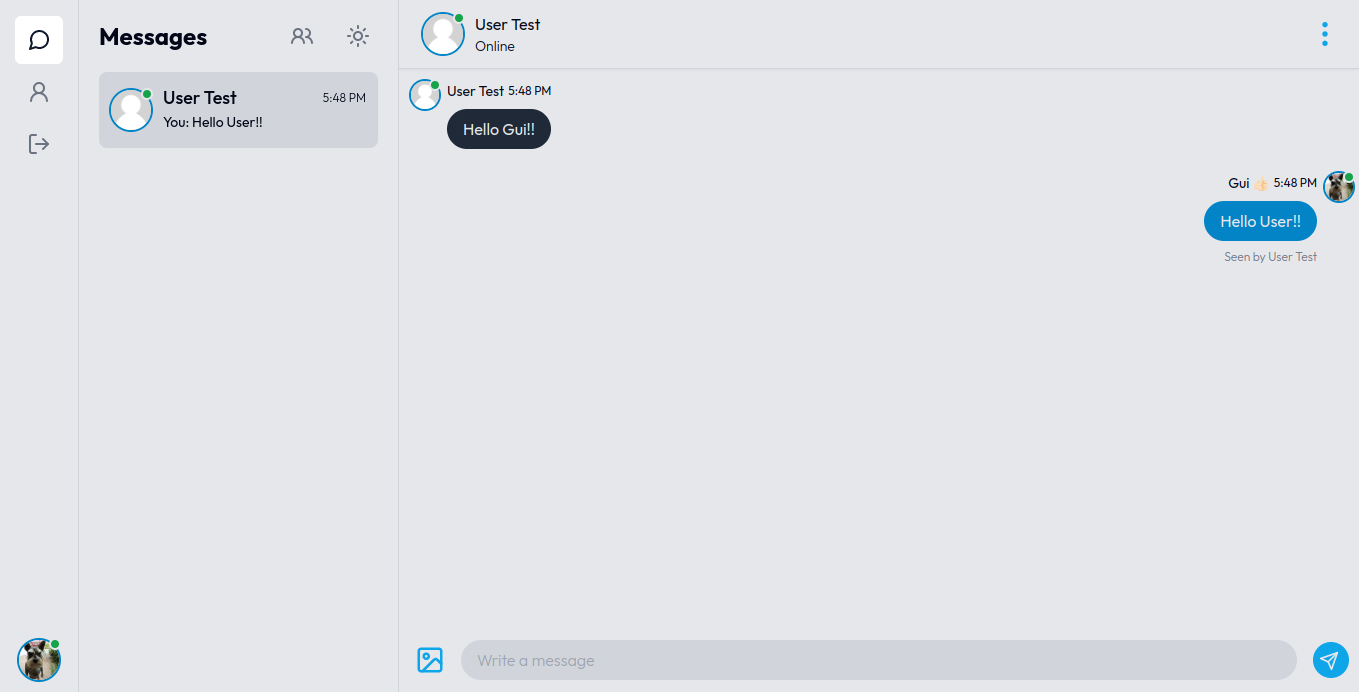 Messages
User Test
5:48 PM
You: Hello User!!
User Test
Online
User Test 5:48 PM
Hello Gui!!
Gui 👍🏻 5:48 PM
Hello User!!
Seen by User Test
Write a message